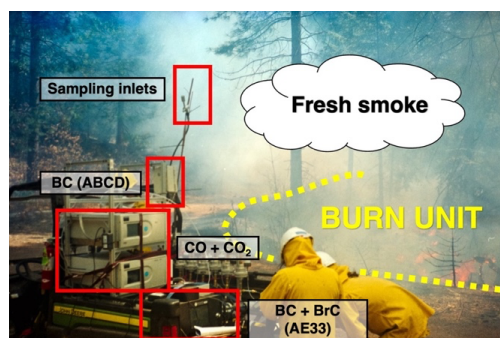 Sampling inlets
Fresh smoke
BC (ABCD)
BURN UNIT
CO + CO₂
BC + BrC
(AE33)